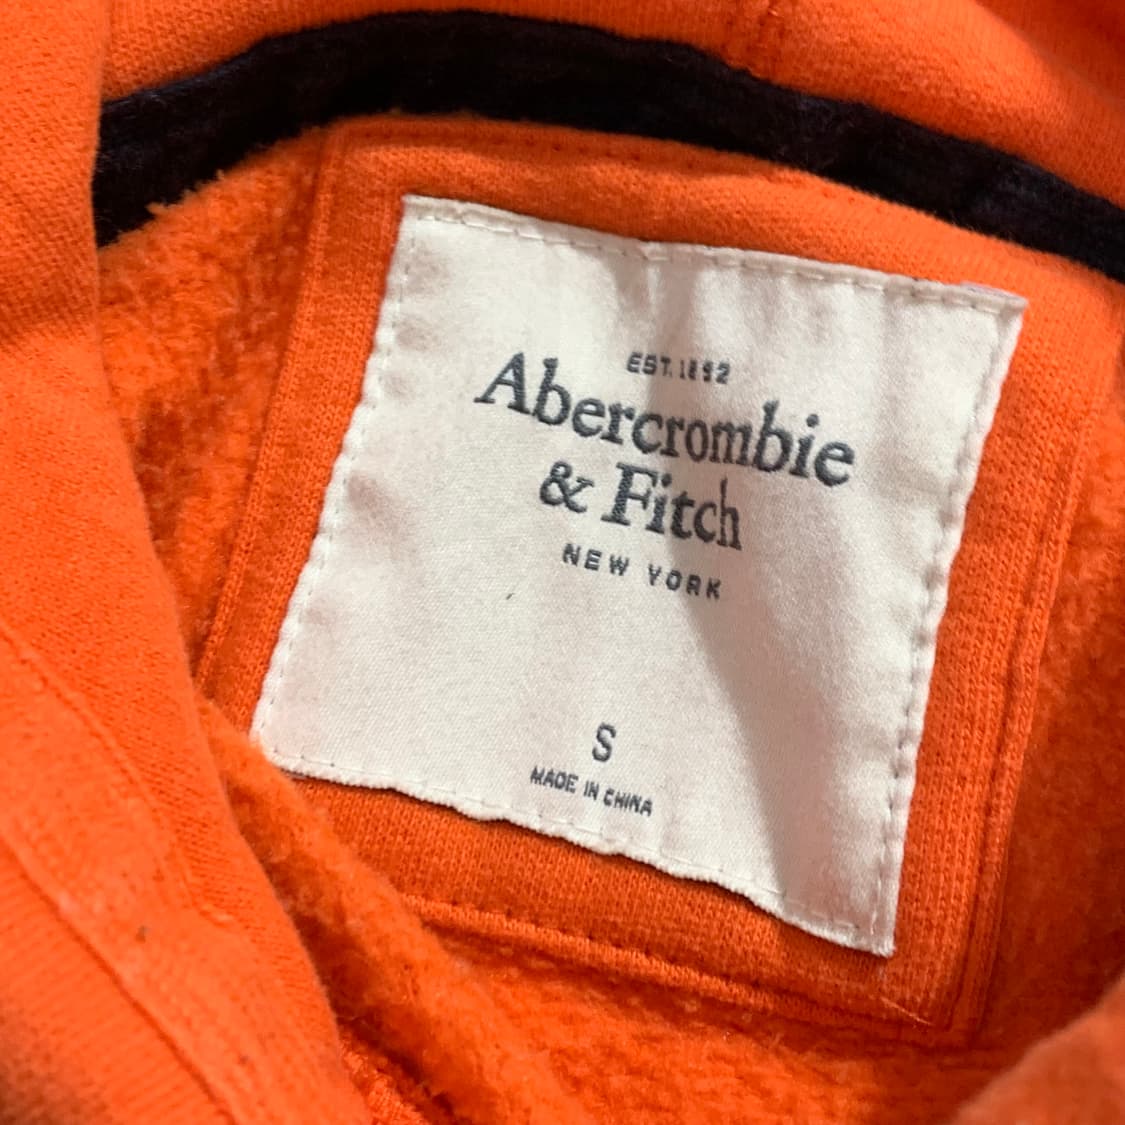 EST. 1892
Abercrombie
& Fitch
NEW YORK
S
MADE IN CHINA